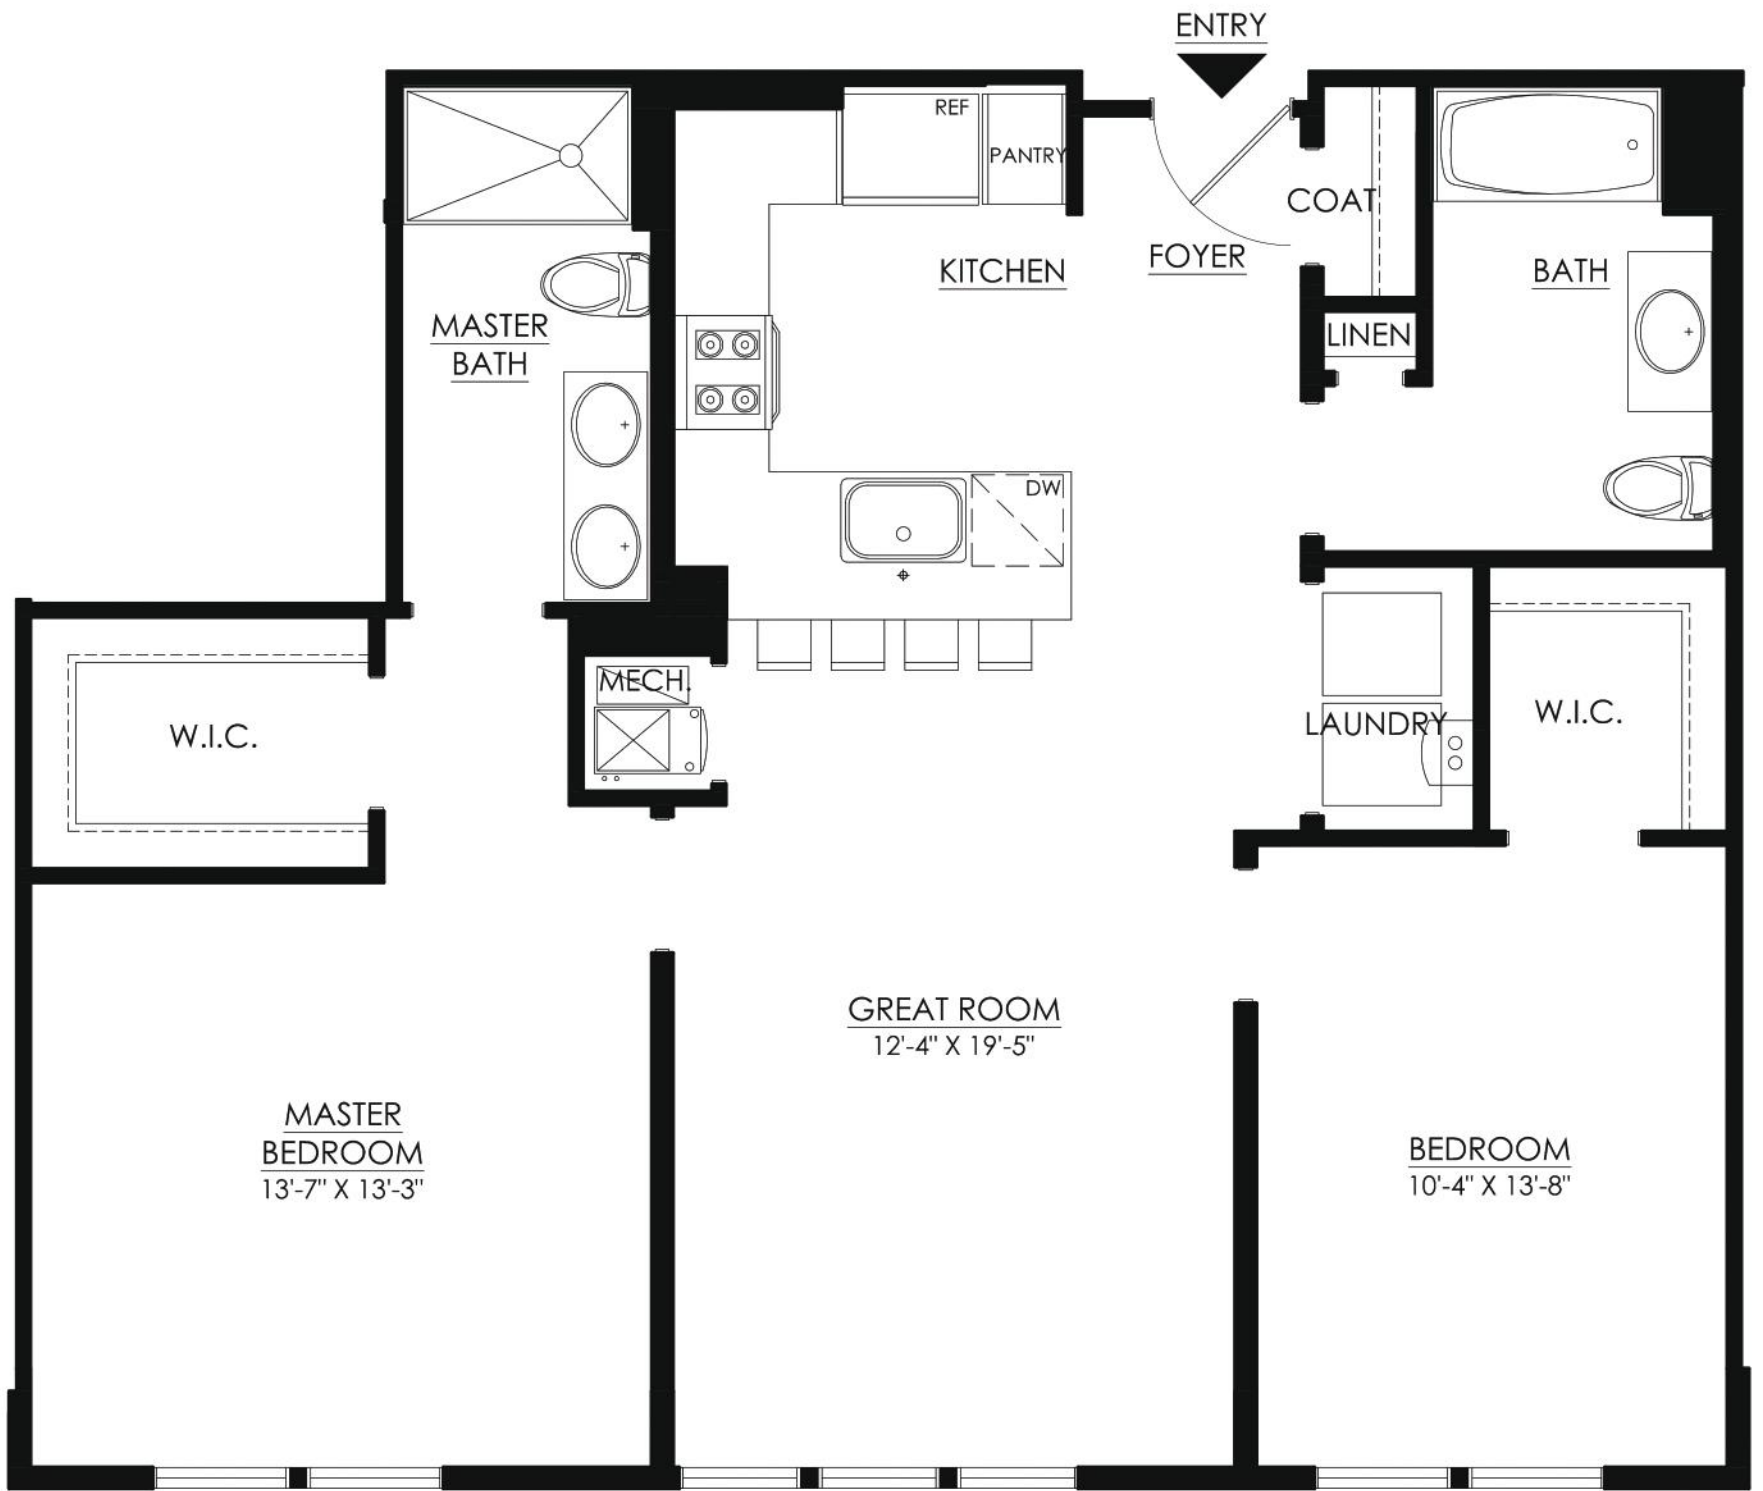 ENTRY
REF
PANTRY
COAT
FOYER
KITCHEN
BATH
MASTER
BATH
LINEN
DW
MECH.
W.I.C.
LAUNDRY
W.I.C.
GREAT ROOM
12'-4" X 19'-5"
MASTER
BEDROOM
13'-7" X 13'-3"
BEDROOM
10'-4" X 13'-8"